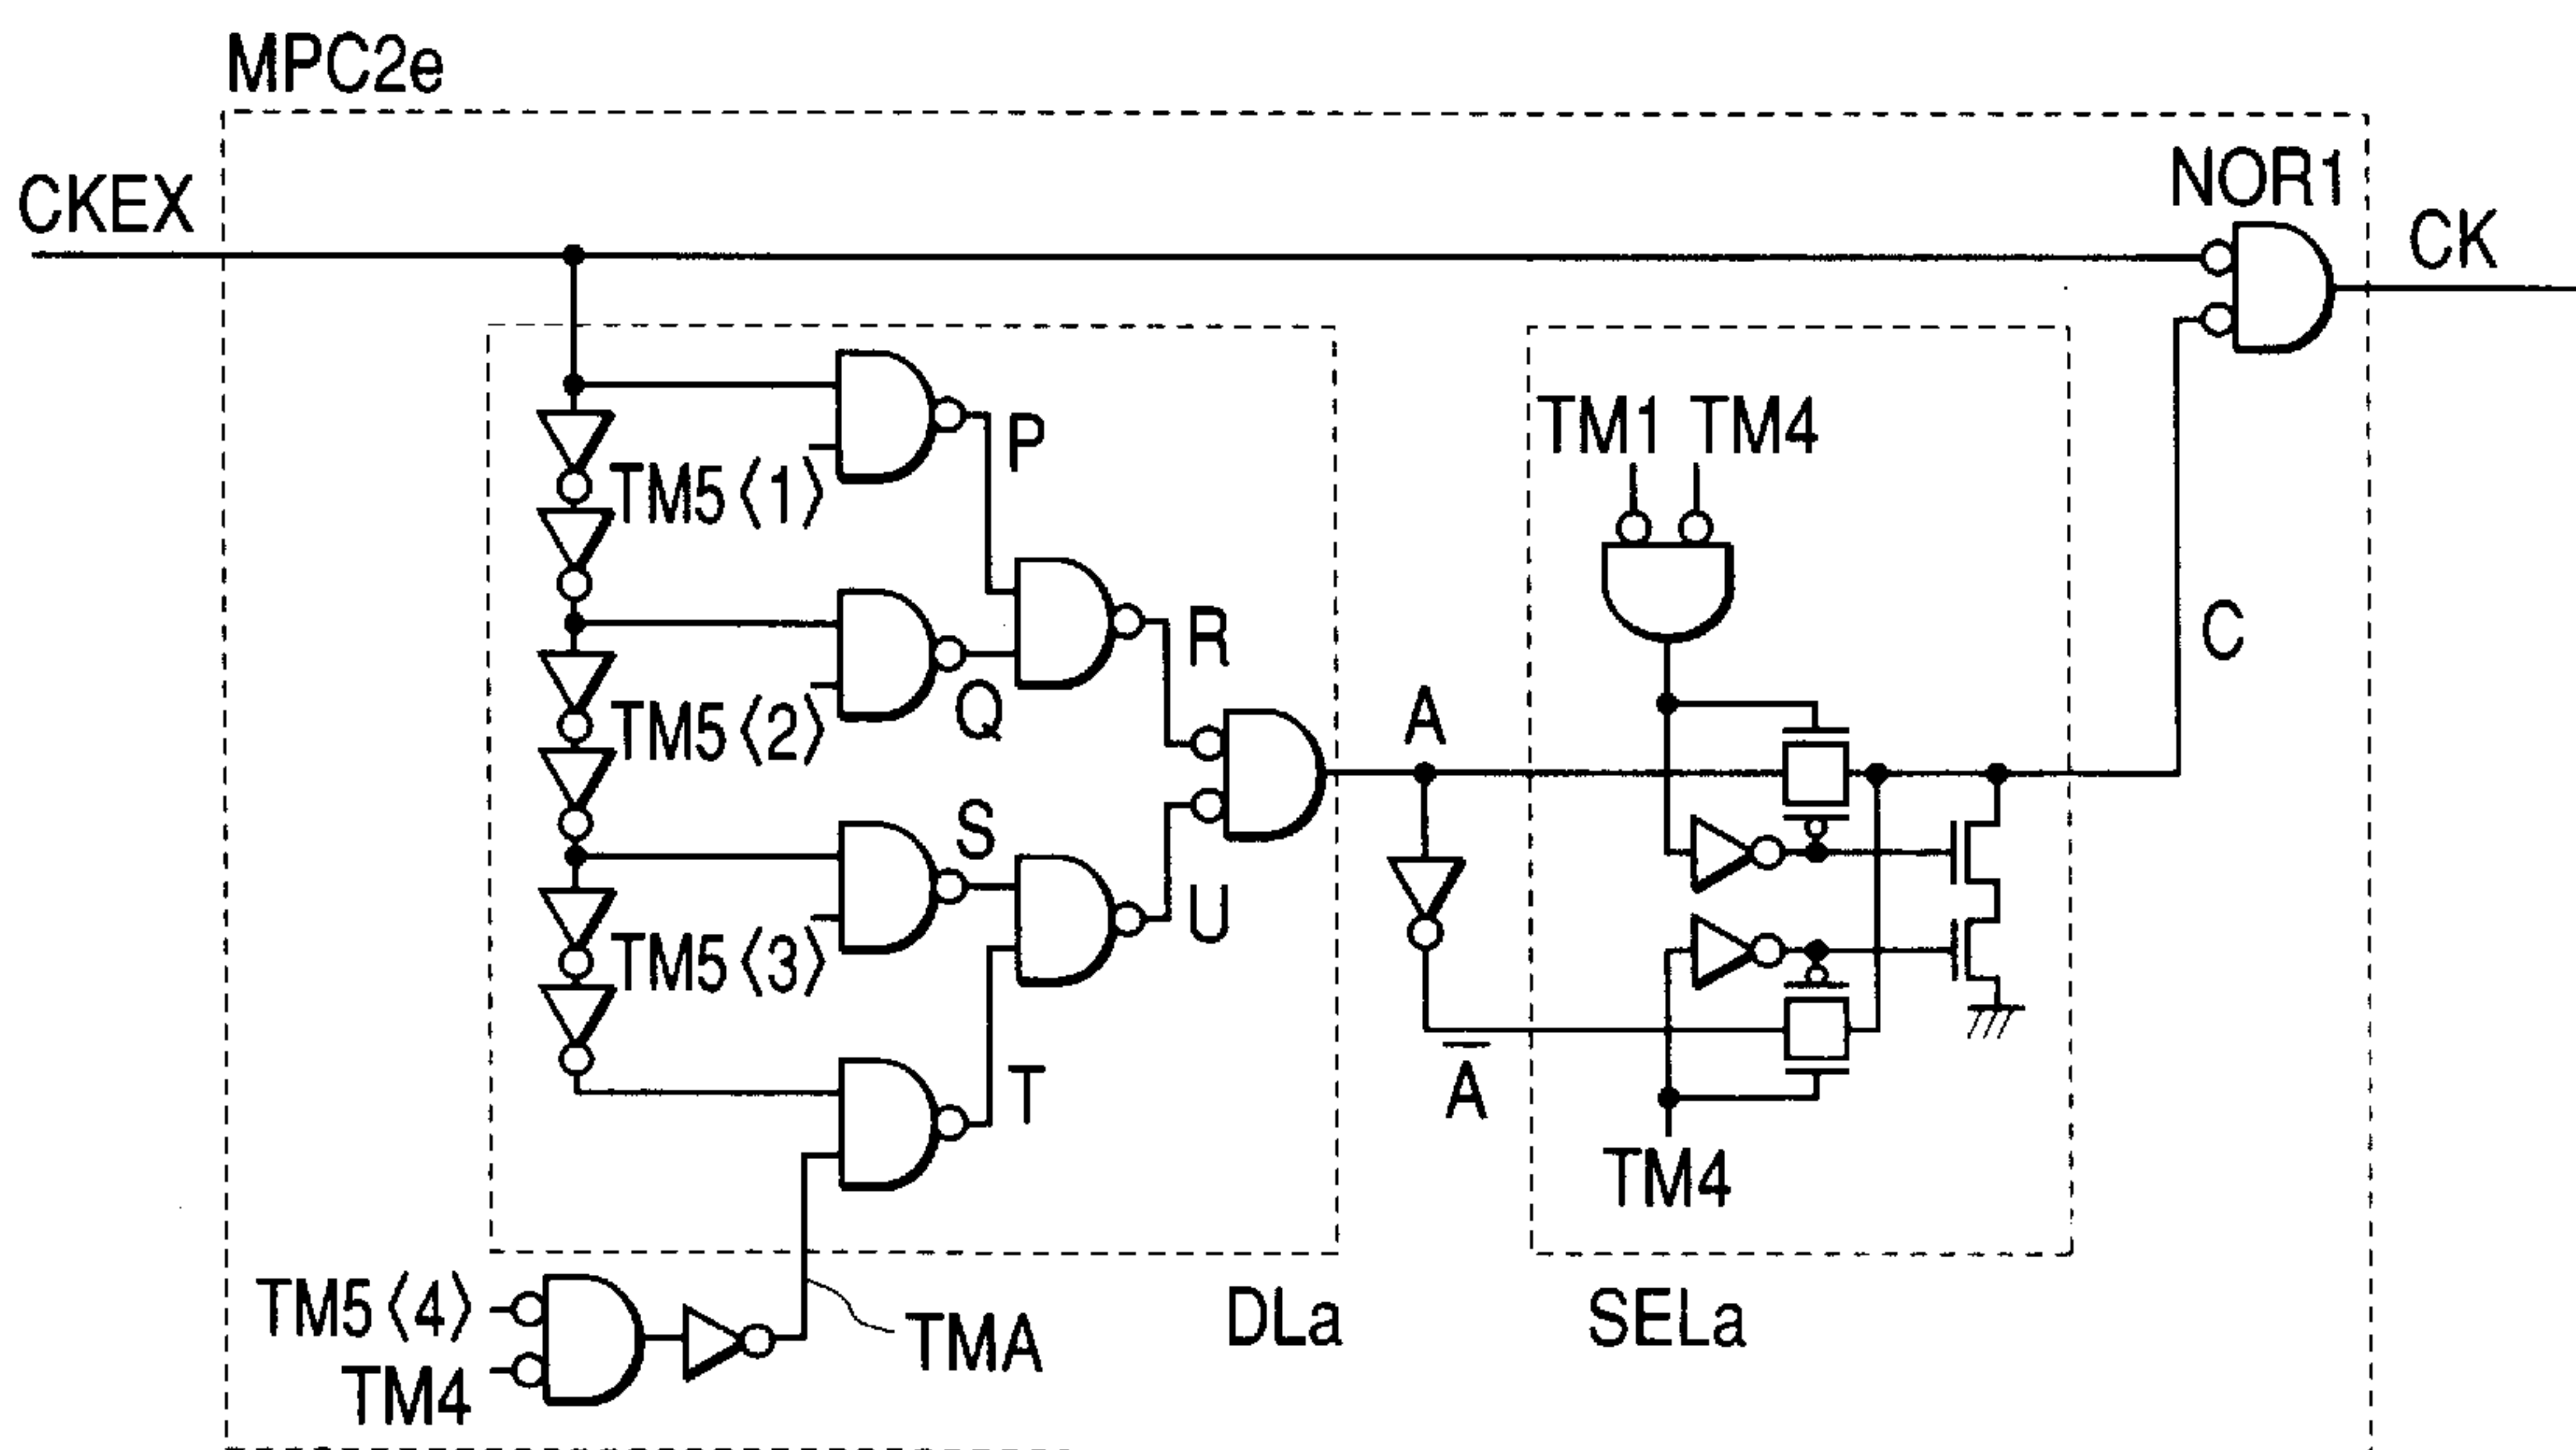 MPC2e
CKEX
NOR1
CK
TM5⟨1⟩
P
TM1 TM4
TM5⟨2⟩
Q
R
C
A
S
TM5⟨3⟩
U
T
A̅
TM4
TM5⟨4⟩
TM4
TMA
DLa
SELa